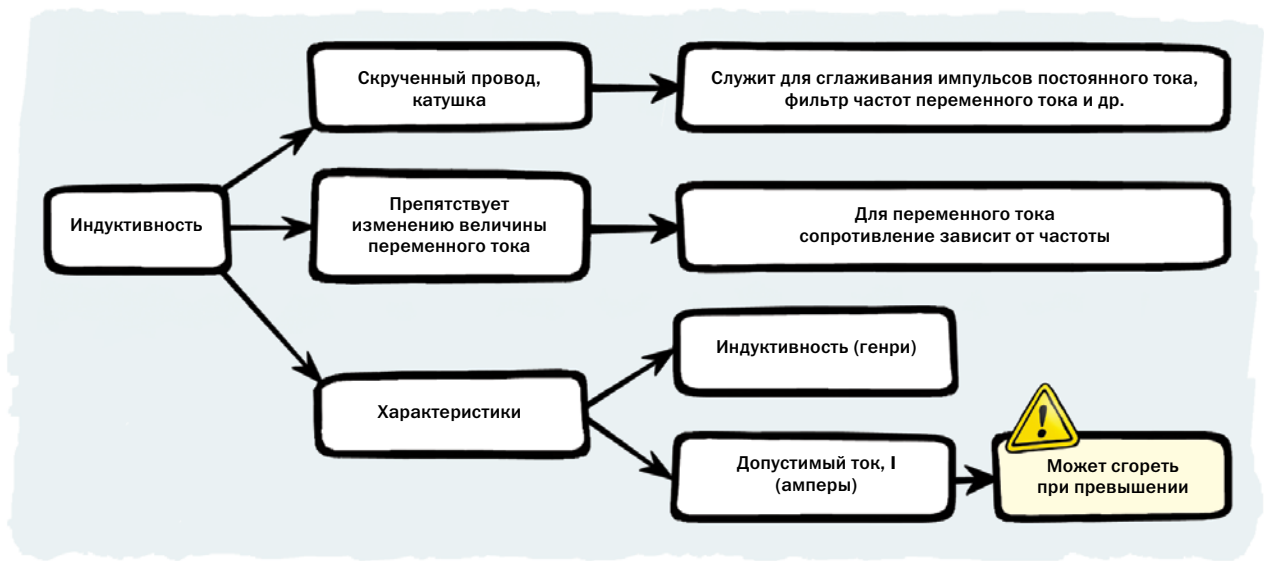 Скрученный провод,
катушка
Служит для сглаживания импульсов постоянного тока,
фильтр частот переменного тока и др.
Индуктивность
Препятствует
изменению величины
переменного тока
Для переменного тока
сопротивление зависит от частоты
Характеристики
Индуктивность (генри)
Допустимый ток, I
(амперы)
!
Может сгореть
при превышении